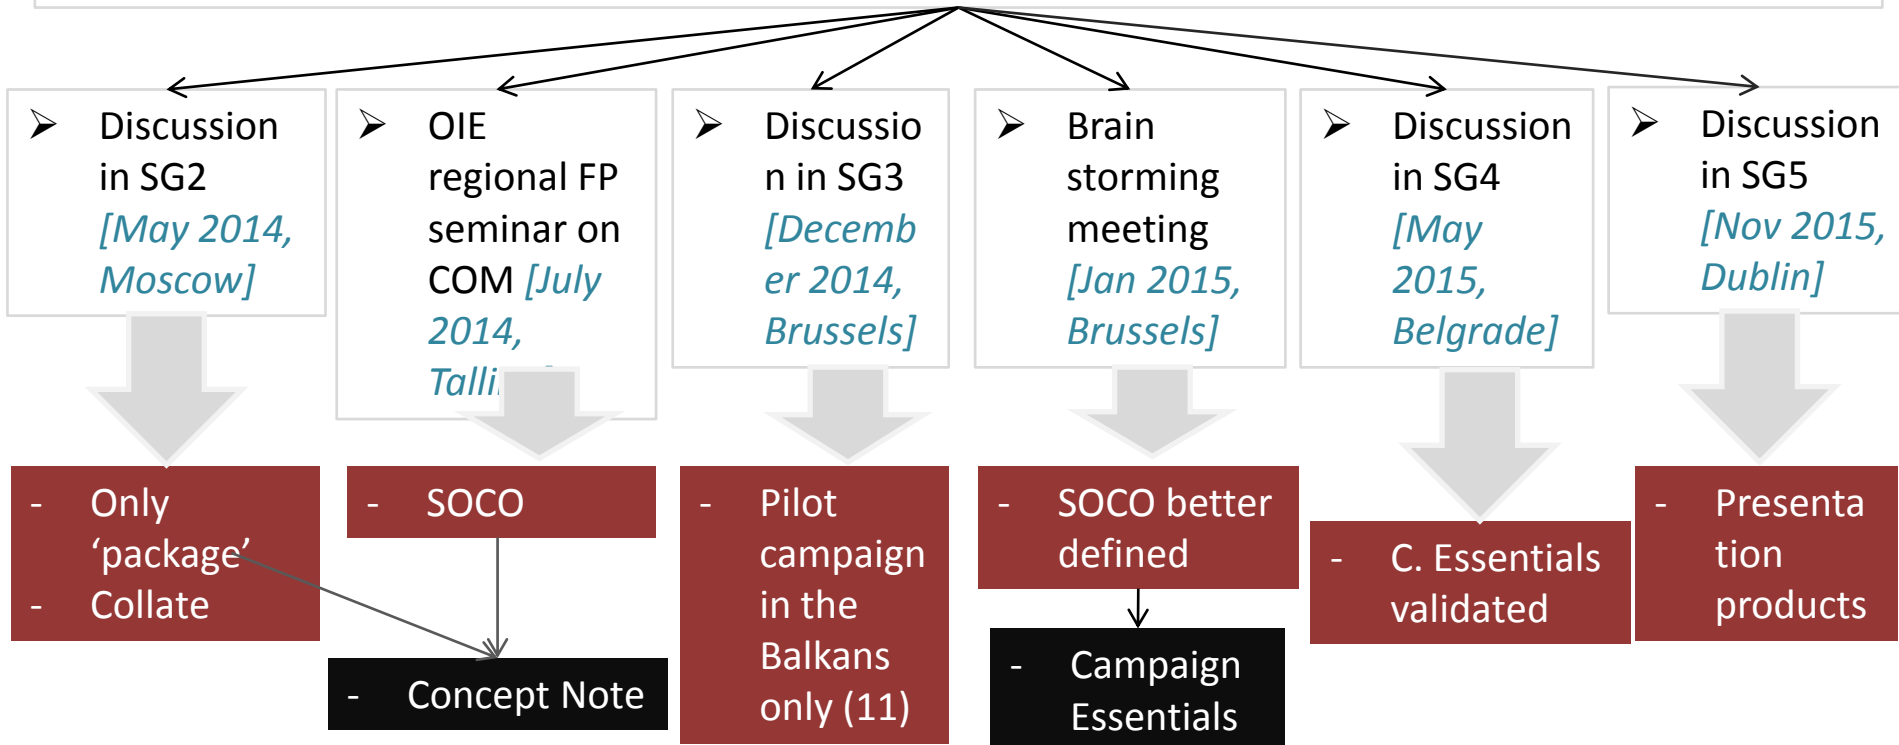 ➢ Discussion
in SG2
[May 2014,
Moscow]
➢ OIE
regional FP
seminar on
COM [July
2014,
➢ Discussio
n in SG3
[Decemb
er 2014,
Brussels]
➢ Brain
storming
meeting
[Jan 2015,
Brussels]
➢ Discussion
in SG4
[May
2015,
Belgrade]
➢ Discussion
in SG5
[Nov 2015,
Dublin]
- Only
‘package’
- Collate
- SOCO
- Concept Note
- Pilot
campaign
in the
Balkans
only (11)
- SOCO better
defined
- Campaign
Essentials
- C. Essentials
validated
- Presenta
tion
products